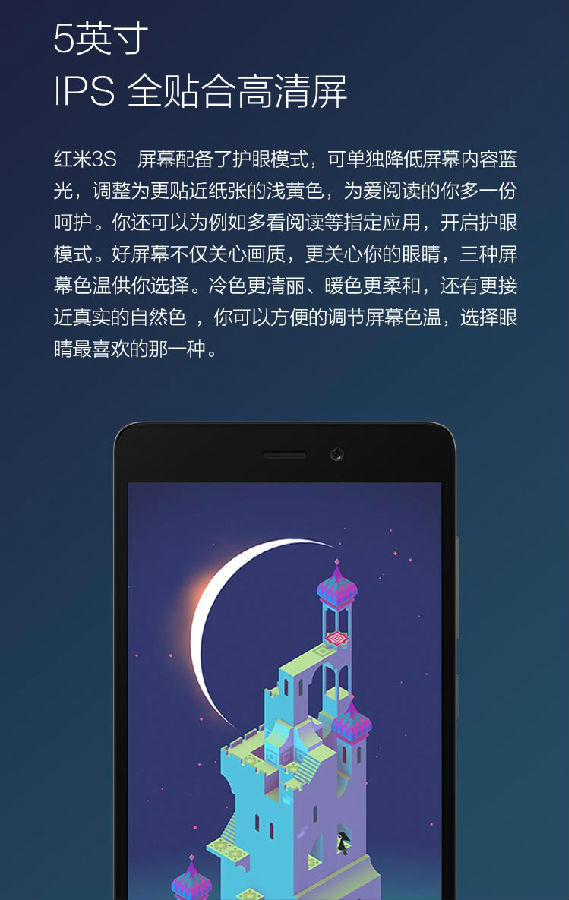 5英寸
IPS 全贴合高清屏
红米3S 屏幕配备了护眼模式，可单独降低屏幕内容蓝
光，调整为更贴近纸张的浅黄色，为爱阅读的你多一份
呵护。你还可以为例如多看阅读等指定应用，开启护眼
模式。好屏幕不仅关心画质，更关心你的眼睛，三种屏
幕色温供你选择。冷色更清丽、暖色更柔和，还有更接
近真实的自然色 ，你可以方便的调节屏幕色温，选择眼
睛最喜欢的那一种。